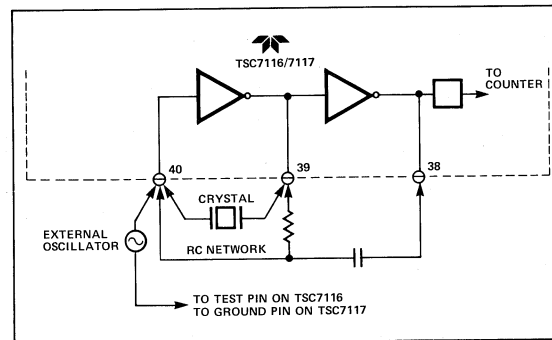 TSC7116/7117
TO
COUNTER
40
39
38
CRYSTAL
EXTERNAL
OSCILLATOR
RC NETWORK
TO TEST PIN ON TSC7116
TO GROUND PIN ON TSC7117